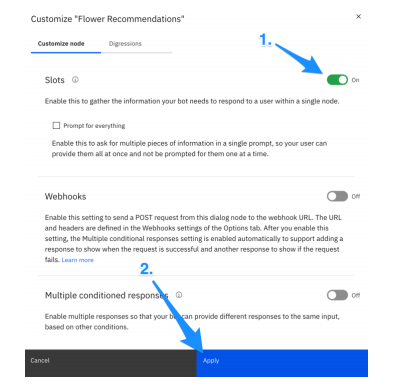 Customize "Flower Recommendations"
Customize node
Digressions
1.
Slots
On
Enable this to gather the information your bot needs to respond to a user within a single node.
Prompt for everything
Enable this to ask for multiple pieces of information in a single prompt, so your user can
provide them all at once and not be prompted for them one at a time.
Webhooks
Off
Enable this setting to send a POST request from this dialog node to the webhook URL. The URL
and headers are defined in the Webhooks settings of the Options tab. After you enable this
setting, the Multiple conditional responses setting is enabled automatically to support adding a
response to show when the request is successful and another response to show if the request
fails. Learn more
2.
Multiple conditioned responses
Off
Enable multiple responses so that your bot can provide different responses to the same input,
based on other conditions.
Cancel
Apply